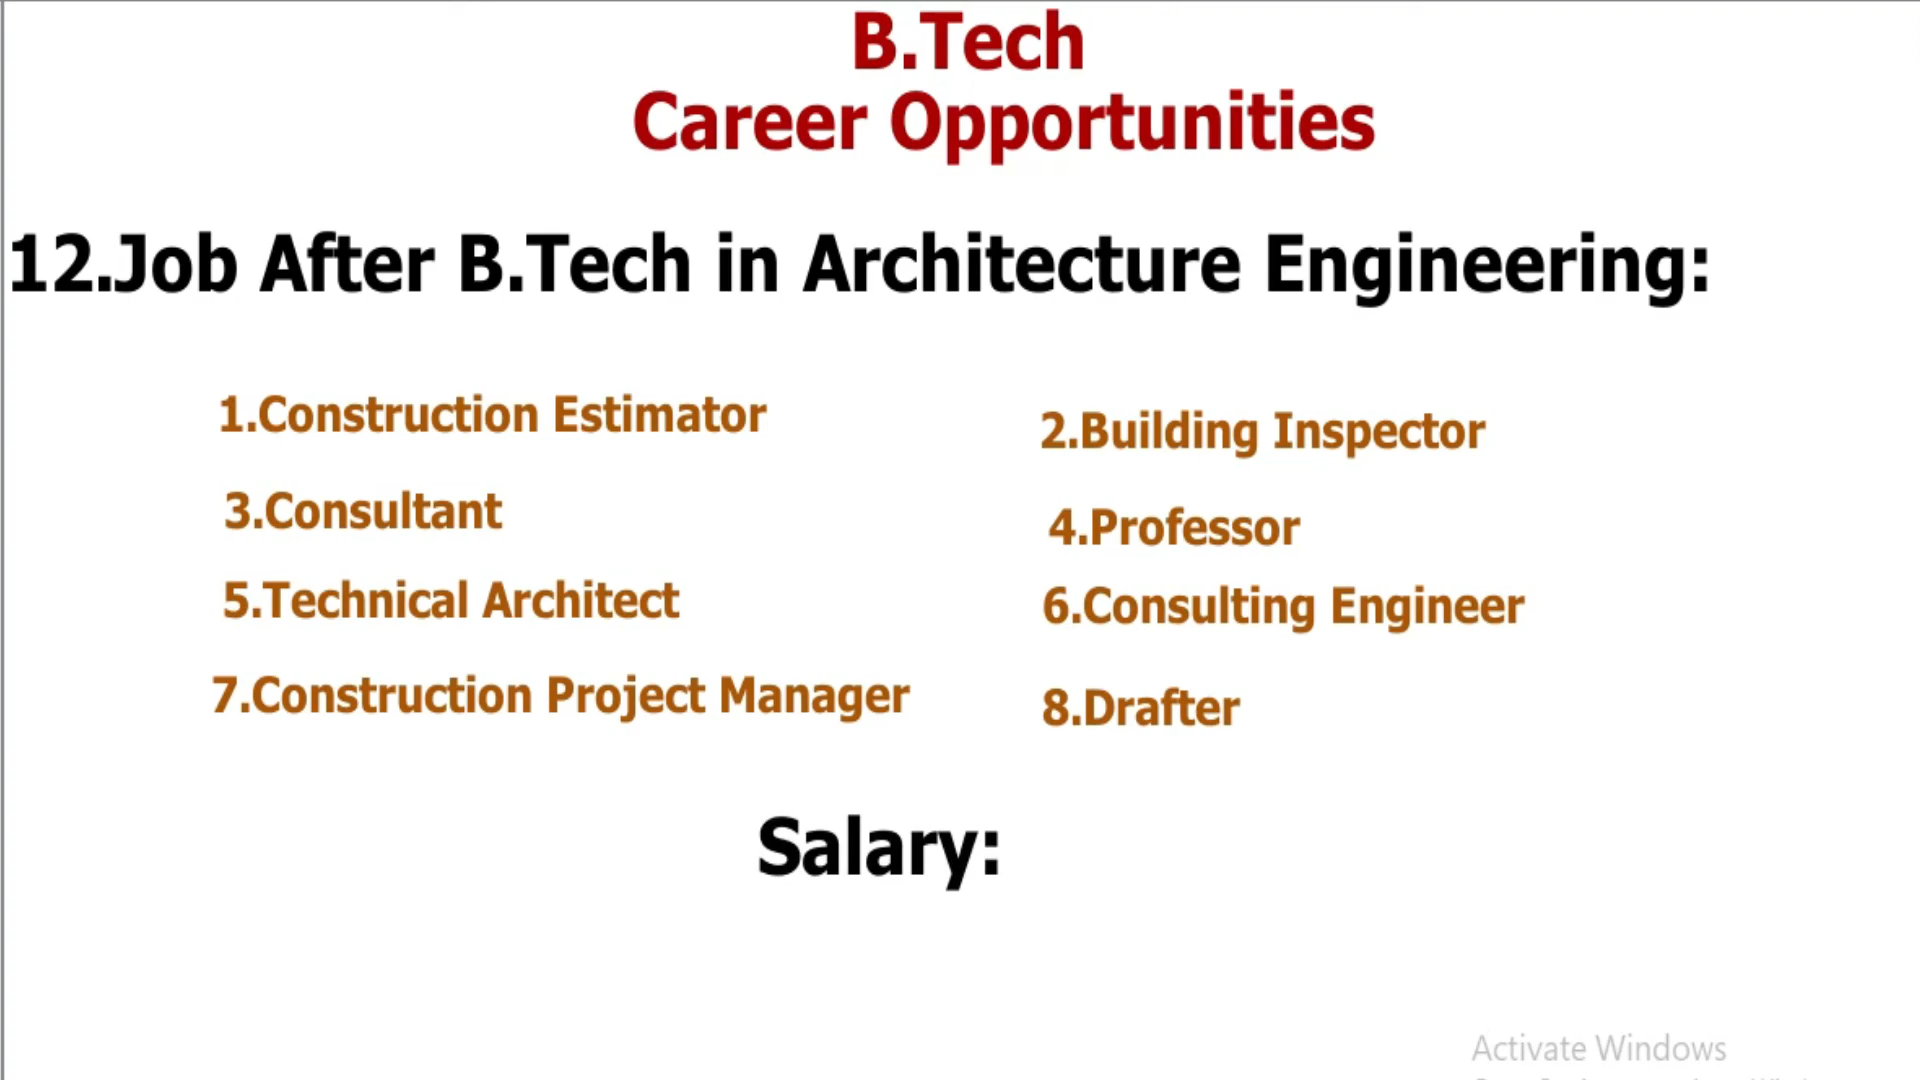 B.Tech
Career Opportunities
12.Job After B.Tech in Architecture Engineering:
1.Construction Estimator
2.Building Inspector
3.Consultant
4.Professor
5.Technical Architect
6.Consulting Engineer
7.Construction Project Manager
8.Drafter
Salary:
Activate Windows